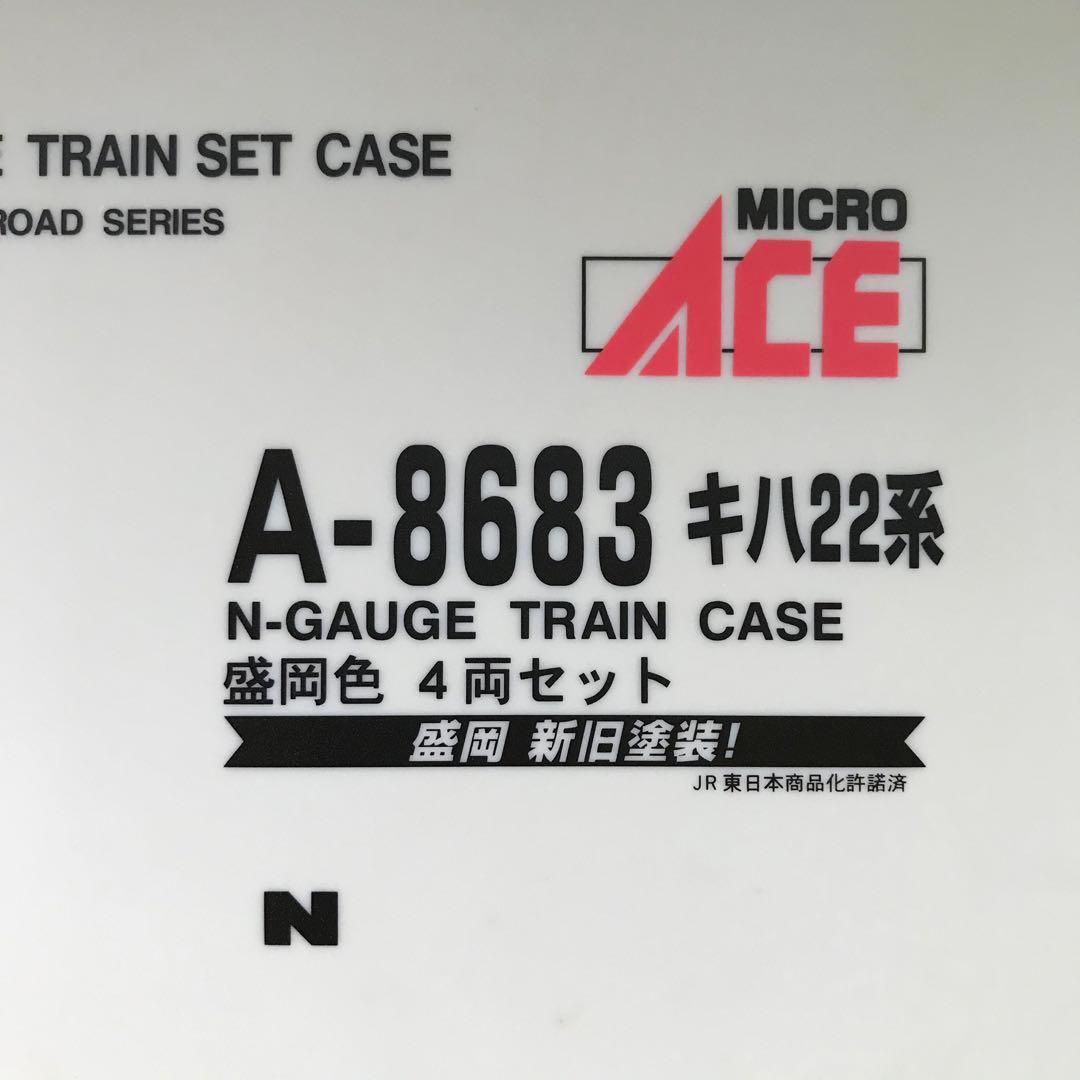 E TRAIN SET CASE
ROAD SERIES
MICRO
ACE
A-8683 キハ22系
N-GAUGE TRAIN CASE
盛岡色 4両セット
盛岡 新旧塗装!
JR東日本商品化許諾済
N